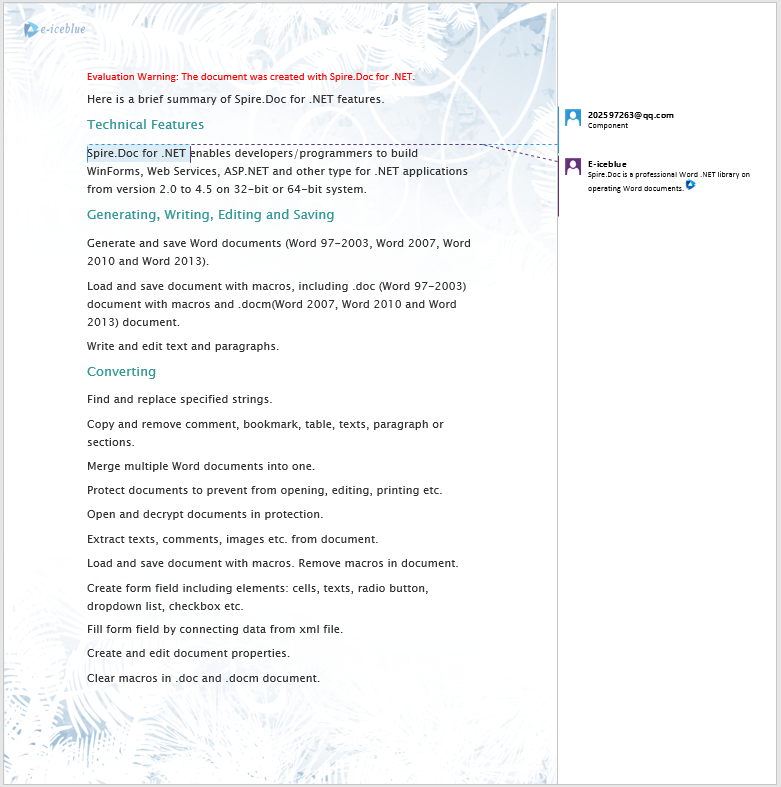 e-iceblue
Evaluation Warning: The document was created with Spire.Doc for .NET.
Here is a brief summary of Spire.Doc for .NET features.
Technical Features
Spire.Doc for .NET enables developers/programmers to build
WinForms, Web Services, ASP.NET and other type for .NET applications
from version 2.0 to 4.5 on 32-bit or 64-bit system.
Generating, Writing, Editing and Saving
Generate and save Word documents (Word 97-2003, Word 2007, Word
2010 and Word 2013).
Load and save document with macros, including .doc (Word 97-2003)
document with macros and .docm(Word 2007, Word 2010 and Word
2013) document.
Write and edit text and paragraphs.
Converting
Find and replace specified strings.
Copy and remove comment, bookmark, table, texts, paragraph or
sections.
Merge multiple Word documents into one.
Protect documents to prevent from opening, editing, printing etc.
Open and decrypt documents in protection.
Extract texts, comments, images etc. from document.
Load and save document with macros. Remove macros in document.
Create form field including elements: cells, texts, radio button,
dropdown list, checkbox etc.
Fill form field by connecting data from xml file.
Create and edit document properties.
Clear macros in .doc and .docm document.
202597263@qq.com
Component
E-iceblue
Spire.Doc is a professional Word .NET library on
operating Word documents.